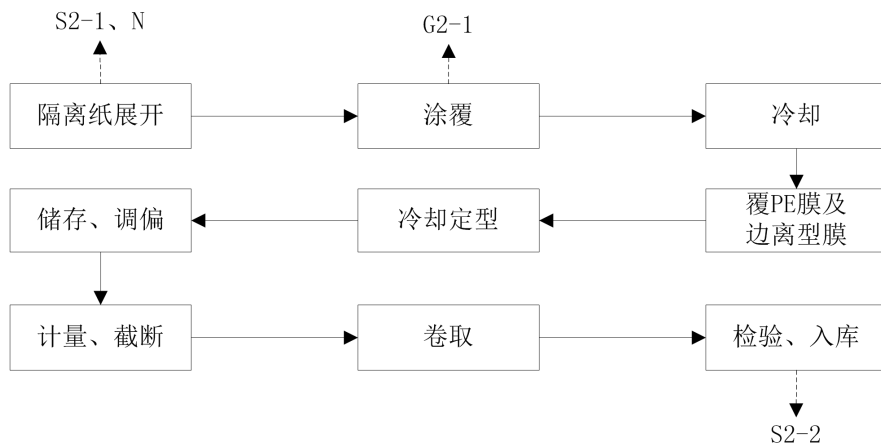 S2-1、N
G2-1
隔离纸展开
涂覆
冷却
储存、调偏
冷却定型
覆PE膜及
边离型膜
计量、截断
卷取
检验、入库
S2-2